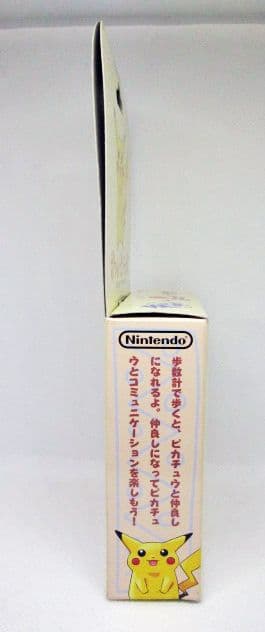 Nintendo
歩数計で歩くと、ピカチュウと仲良し
になれるよ。仲良しになってピカチュ
ウとコミュニケーションを楽しもう!